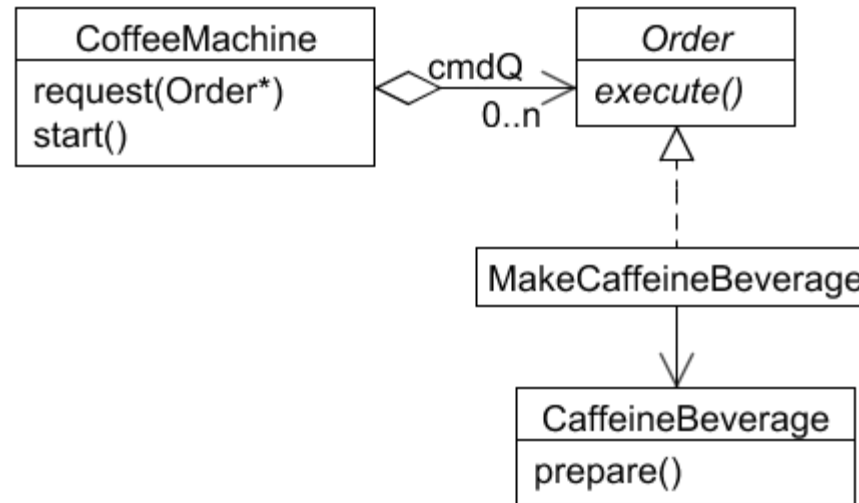 CoffeeMachine
request(Order*)
start()
cmdQ
0..n
Order
execute()
MakeCaffeineBeverage
CaffeineBeverage
prepare()